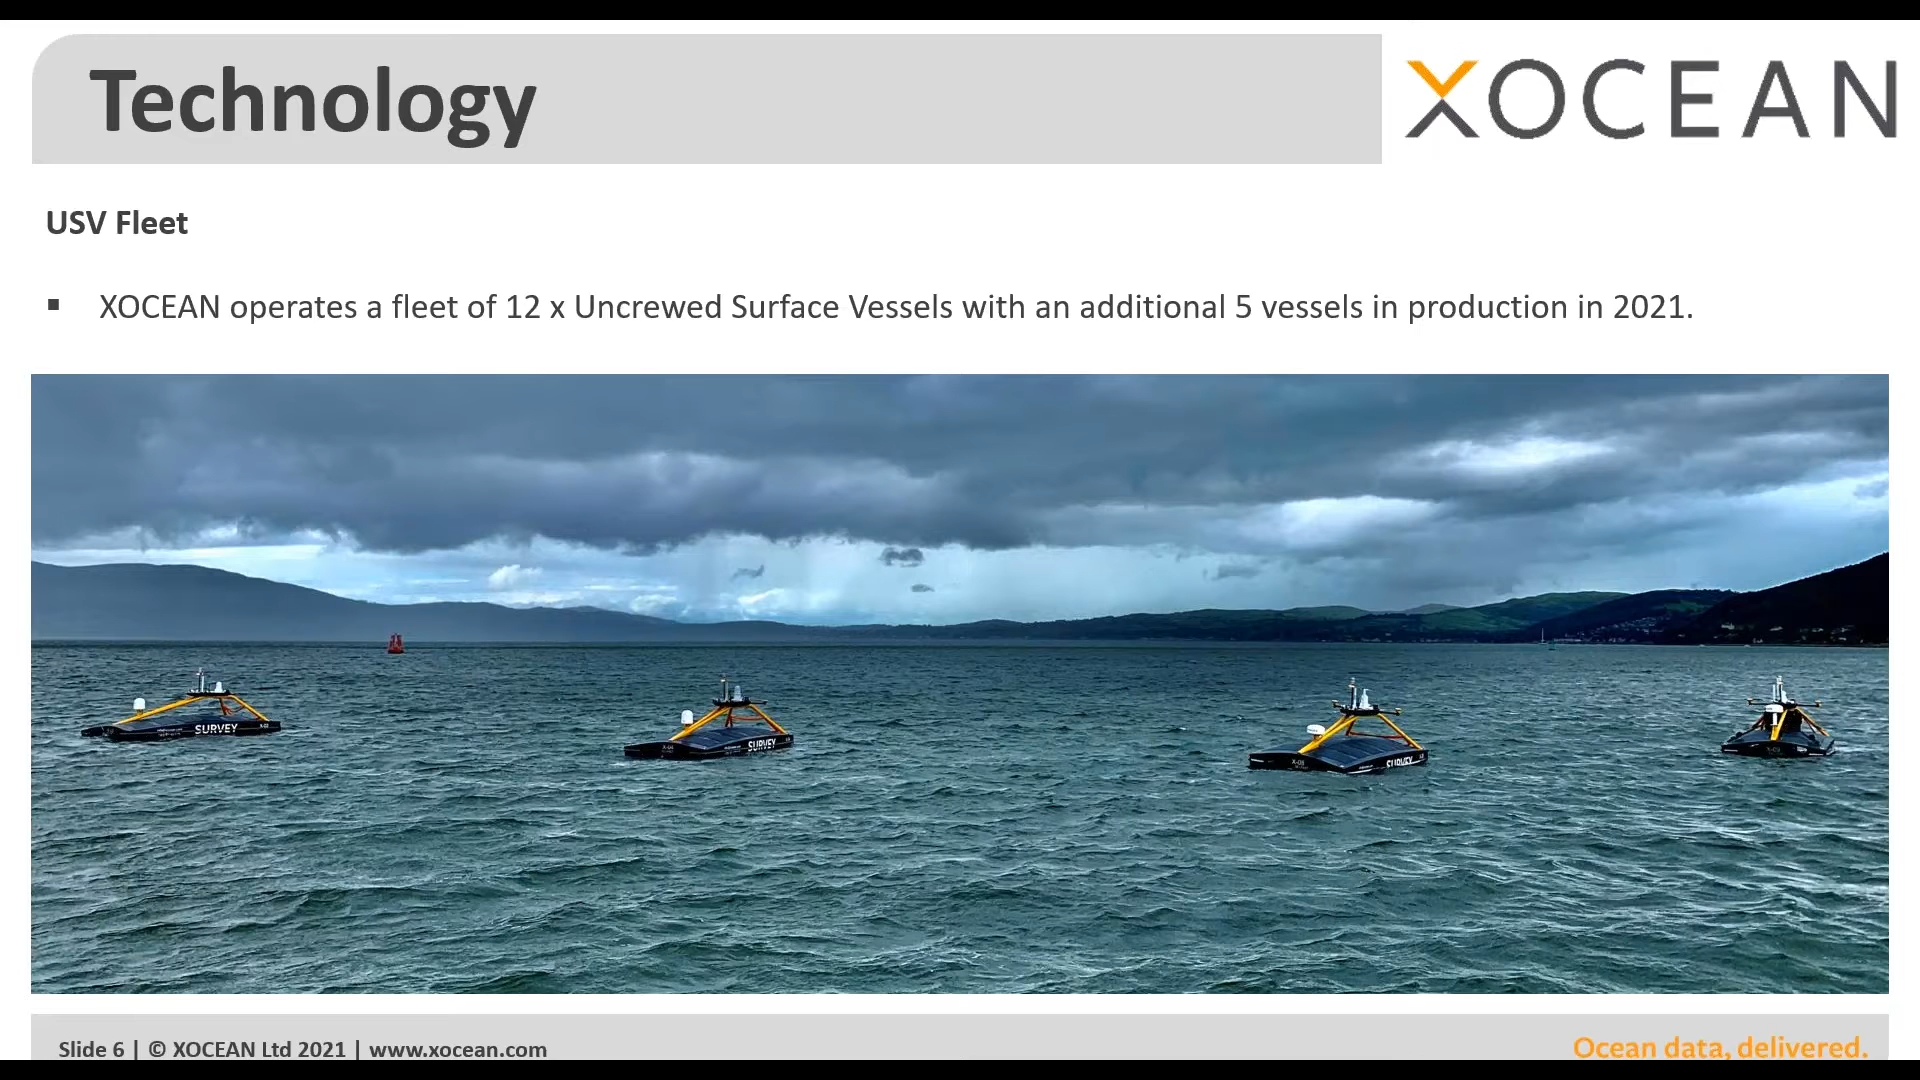 Technology
XOCEAN
USV Fleet
▪ XOCEAN operates a fleet of 12 x Uncrewed Surface Vessels with an additional 5 vessels in production in 2021.
SURVEY
SURVEY
SURVEY
Slide 6 | © XOCEAN Ltd 2021 | www.xocean.com
Ocean data, delivered.